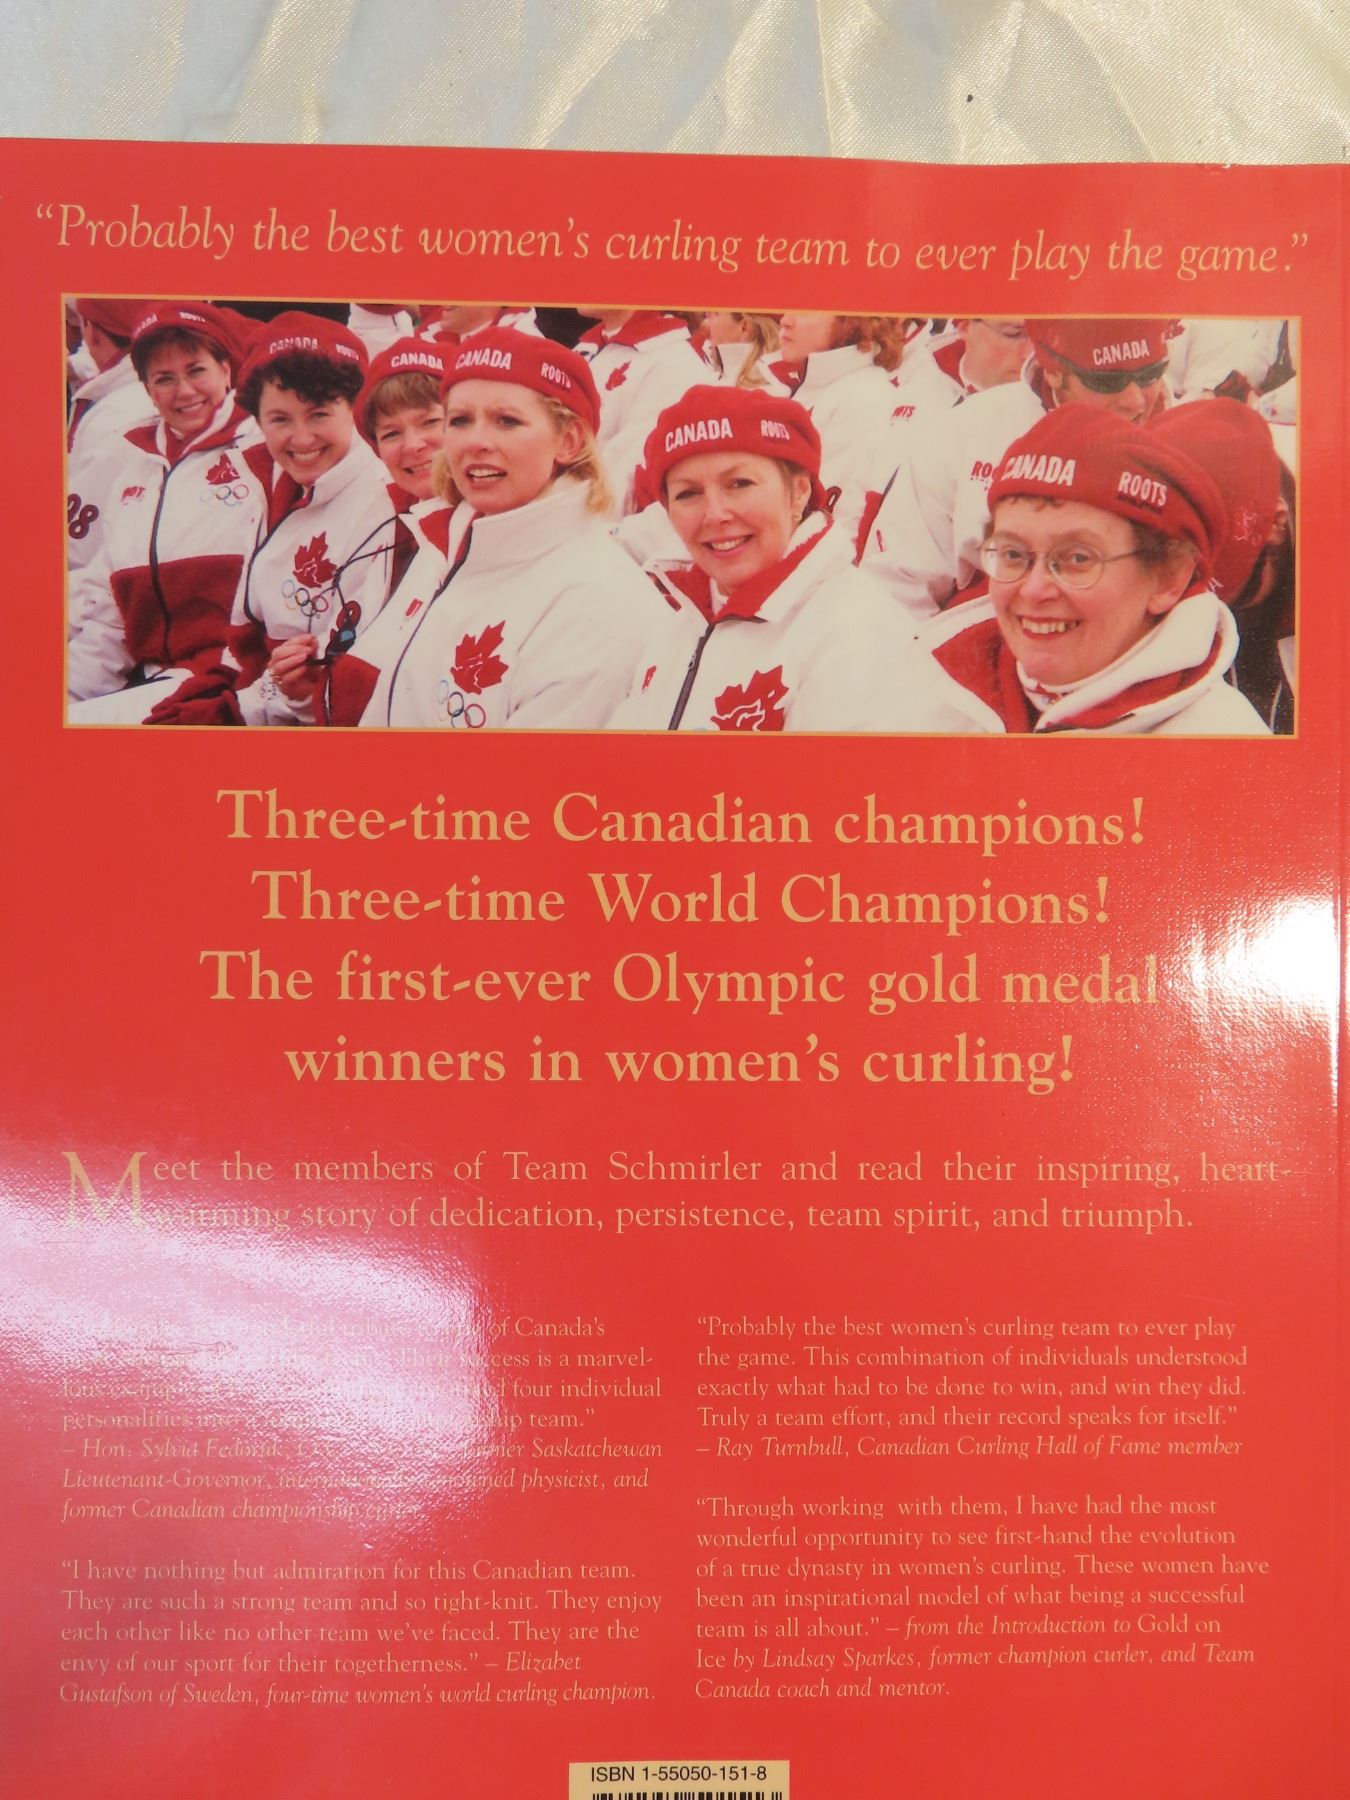 “Probably the best women’s curling team to ever play the game.”
CANADA ROOTS
CANADA ROOTS
CANADA
CANADA ROOTS
CANADA ROOTS
CANADA
CANADA ROOTS
Three-time Canadian champions!
Three-time World Champions!
The first-ever Olympic gold medal
winners in women’s curling!
Meet the members of Team Schmirler and read their inspiring, heart-
warming story of dedication, persistence, team spirit, and triumph.
tribute to one of Canada’s
Their success is a marvel-
four individual
personalities into a team.”
– Hon. Sylvia Fedoruk, former Saskatchewan
Lieutenant-Governor, physicist, and
former Canadian championship curler.
“I have nothing but admiration for this Canadian team.
They are such a strong team and so tight-knit. They enjoy
each other like no other team we’ve faced. They are the
envy of our sport for their togetherness.” – Elizabet
Gustafson of Sweden, four-time women’s world curling champion.
“Probably the best women’s curling team to ever play
the game. This combination of individuals understood
exactly what had to be done to win, and win they did.
Truly a team effort, and their record speaks for itself.”
– Ray Turnbull, Canadian Curling Hall of Fame member
“Through working with them, I have had the most
wonderful opportunity to see first-hand the evolution
of a true dynasty in women’s curling. These women have
been an inspirational model of what being a successful
team is all about.” – from the Introduction to Gold on
Ice by Lindsay Sparkes, former champion curler, and Team
Canada coach and mentor.
ISBN 1-55050-151-8